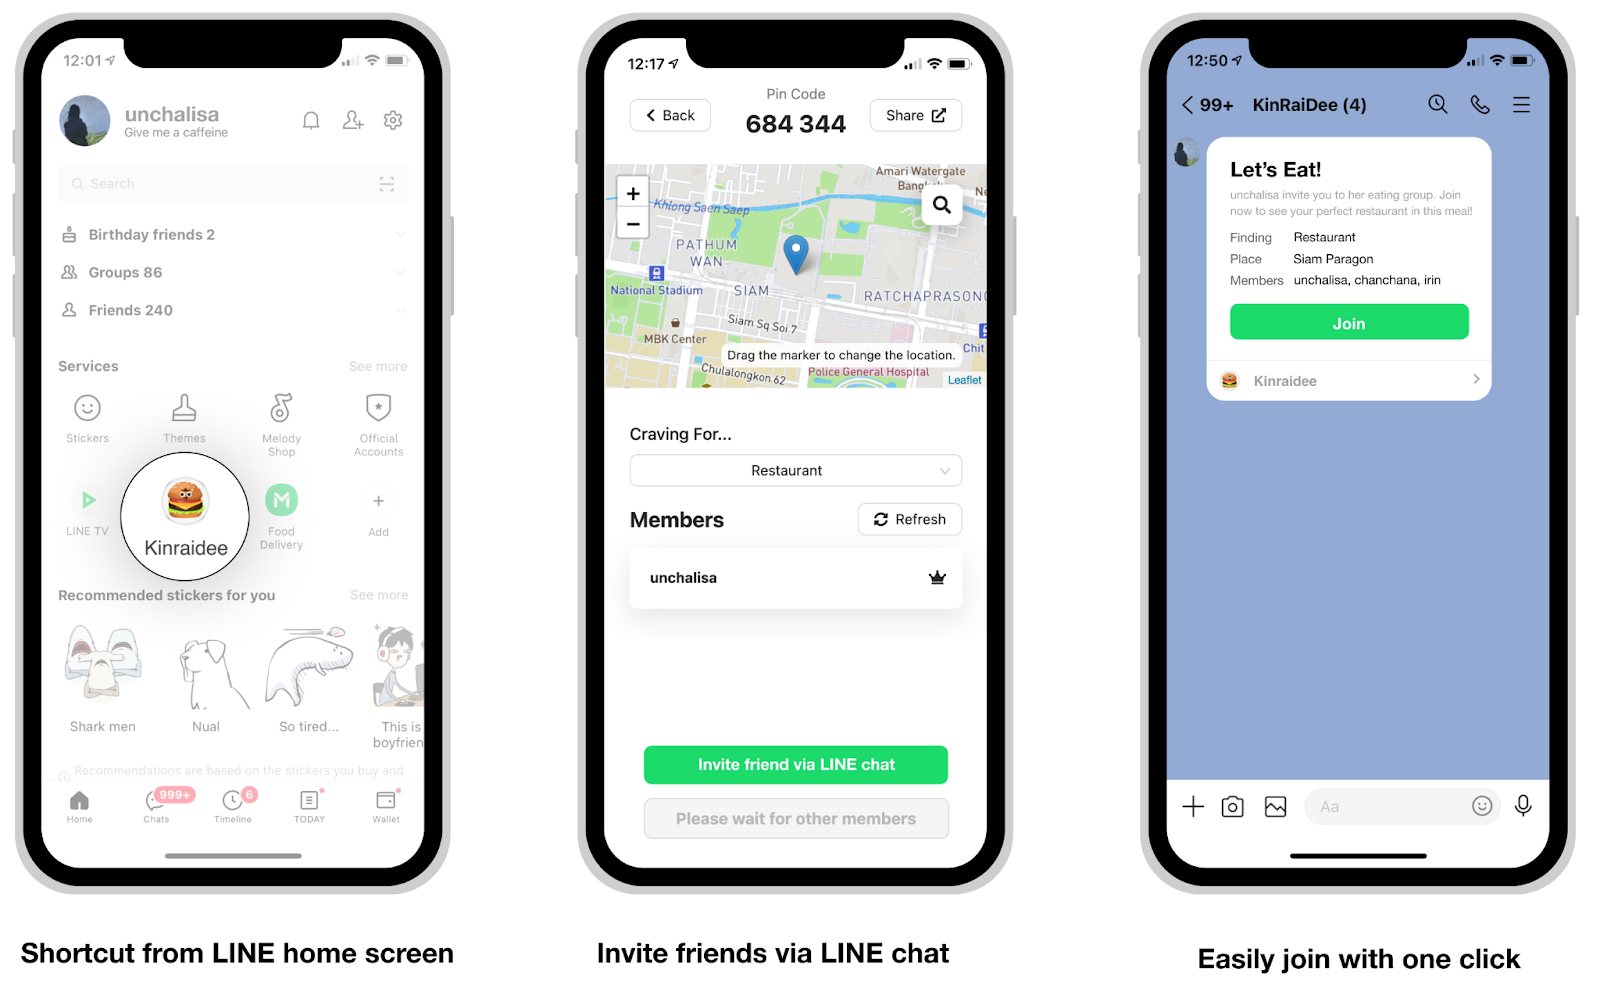 12:01
unchalisa
Give me a caffeine
Search
Birthday friends 2
Groups 86
Friends 240
Services
See more
Stickers
Themes
Melody
Shop
Official
Accounts
LINE TV
Kinraidee
Food
Delivery
Add
Recommended stickers for you
See more
Shark men
Nual
So tired...
This is
boyfrien
Recommendations are based on the stickers you buy and
999+
6
Home
Chats
Timeline
TODAY
Wallet
Shortcut from LINE home screen
12:17
Back
Pin Code
684 344
Share
Amari Watergate
Bangkok
Ne
+
−
Khlong Saen Saep
PATHUM
WAN
National Stadium
SIAM
RATCHAPRASONG
Siam Sq Soi 7
MBK Center
Chit
Drag the marker to change the location.
Chulalongkon 62
Police General Hospital
Leaflet
Craving For...
Restaurant
Members
Refresh
unchalisa
Invite friend via LINE chat
Please wait for other members
Invite friends via LINE chat
12:50
99+
KinRaiDee (4)
Let's Eat!
unchalisa invite you to her eating group. Join
now to see your perfect restaurant in this meal!
Finding Restaurant
Place Siam Paragon
Members unchalisa, chanchana, irin
Join
Kinraidee
Aa
Easily join with one click